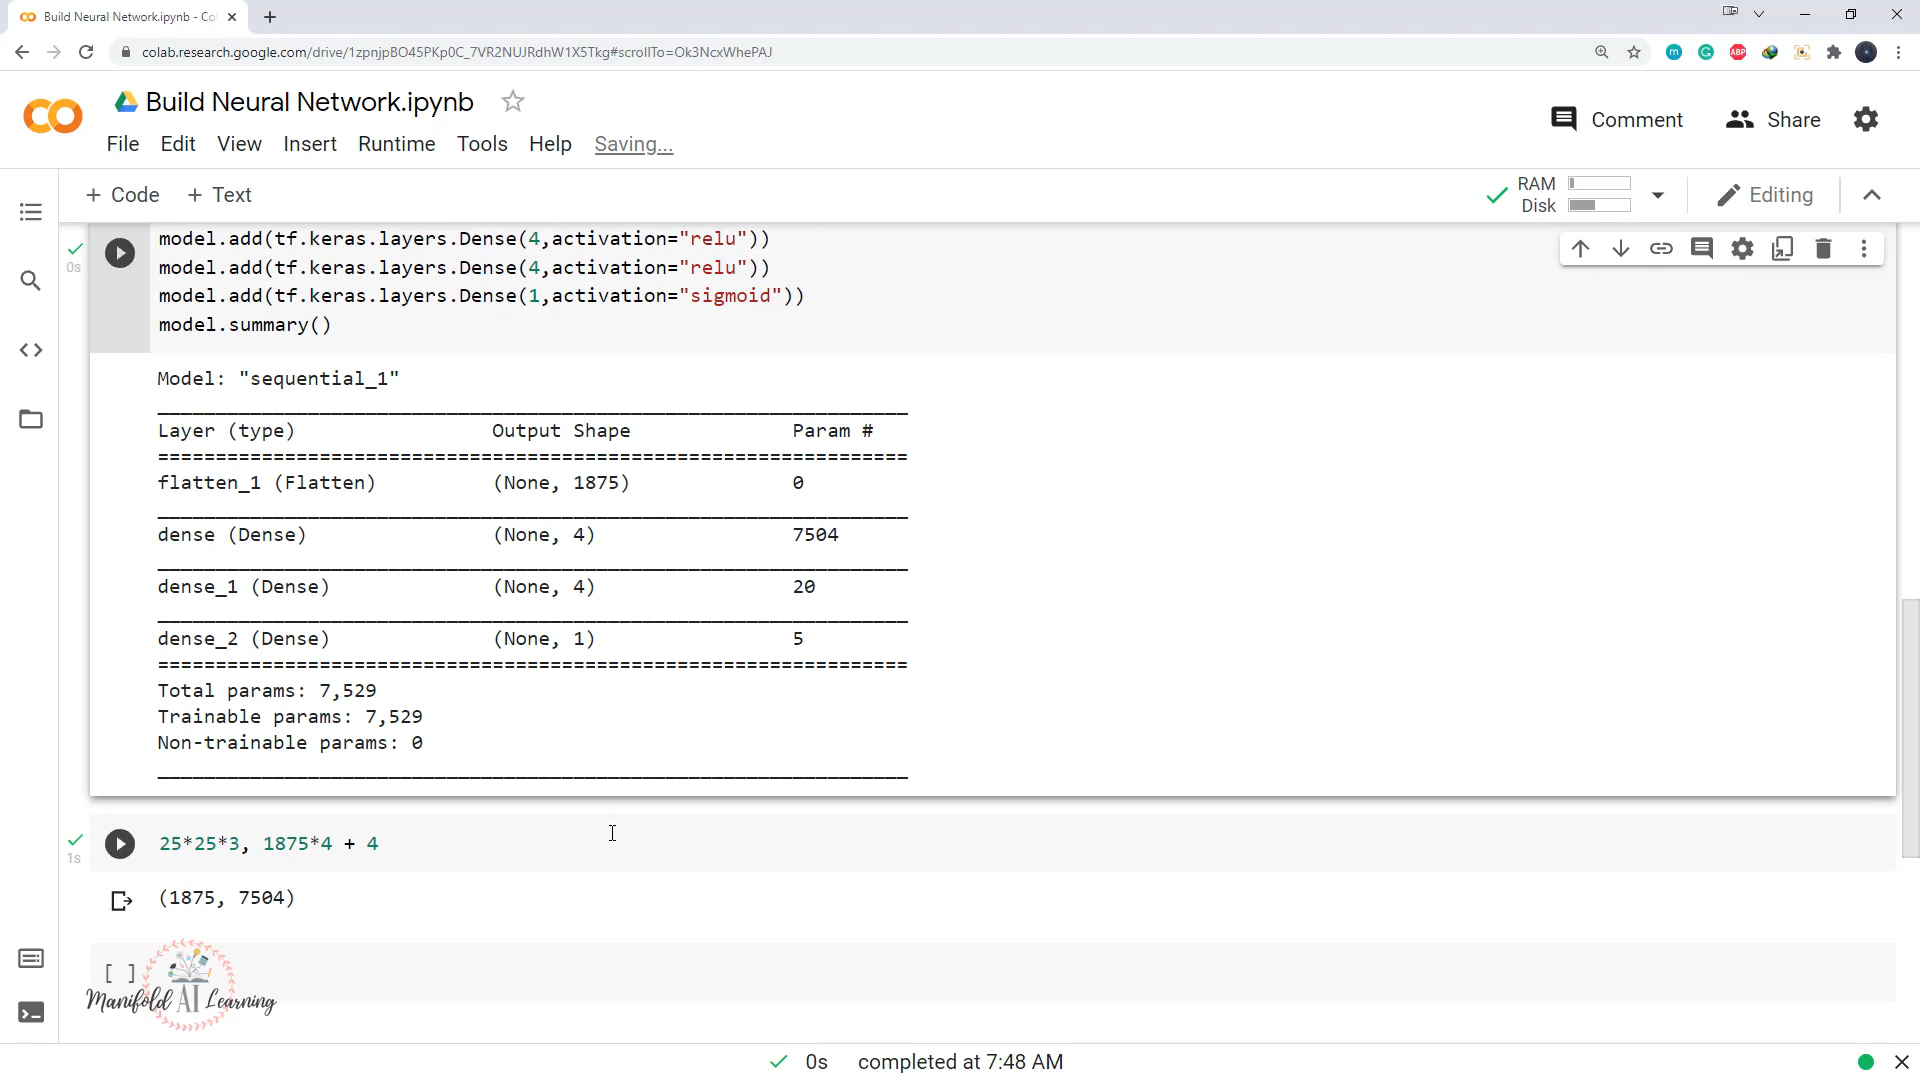 Build Neural Network.ipynb - Co
colab.research.google.com/drive/1zpnjpBO45PKp0C_7VR2NUJRdhW1X5Tkg#scrollTo=Ok3NcxWhePAJ
ABP
Build Neural Network.ipynb
Comment
Share
File Edit View Insert Runtime Tools Help Saving...
+ Code + Text
RAM
Disk
Editing
0s
model.add(tf.keras.layers.Dense(4,activation="relu"))
model.add(tf.keras.layers.Dense(4,activation="relu"))
model.add(tf.keras.layers.Dense(1,activation="sigmoid"))
model.summary()
Model: "sequential_1"
_________________________________________________________________
Layer (type) Output Shape Param #
=================================================================
flatten_1 (Flatten) (None, 1875) 0
_________________________________________________________________
dense (Dense) (None, 4) 7504
_________________________________________________________________
dense_1 (Dense) (None, 4) 20
_________________________________________________________________
dense_2 (Dense) (None, 1) 5
=================================================================
Total params: 7,529
Trainable params: 7,529
Non-trainable params: 0
_________________________________________________________________
1s
25*25*3, 1875*4 + 4
(1875, 7504)
[ ]
Manifold AI Learning
0s completed at 7:48 AM